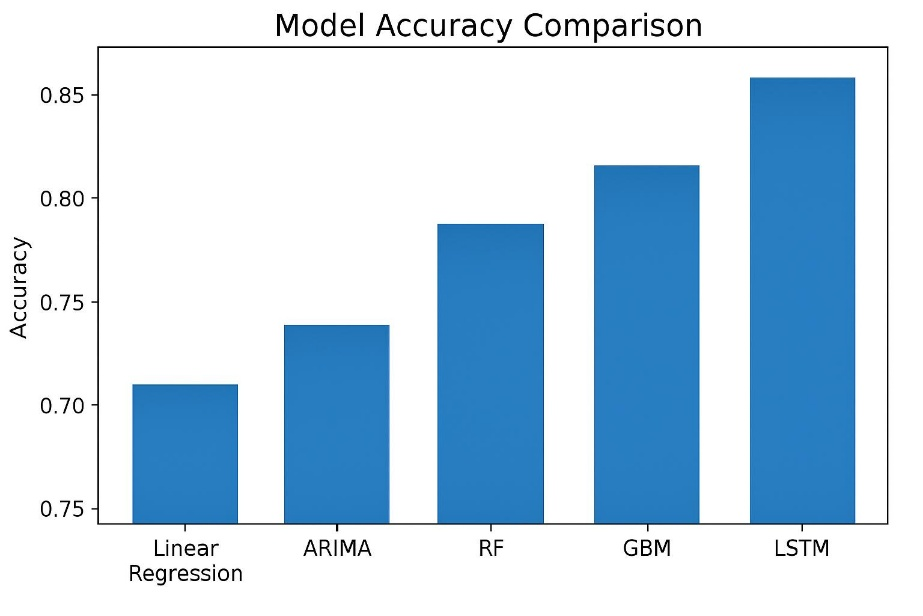 Model Accuracy Comparison
0.85
0.80
0.75
0.70
0.75
Accuracy
Linear
Regression
ARIMA
RF
GBM
LSTM